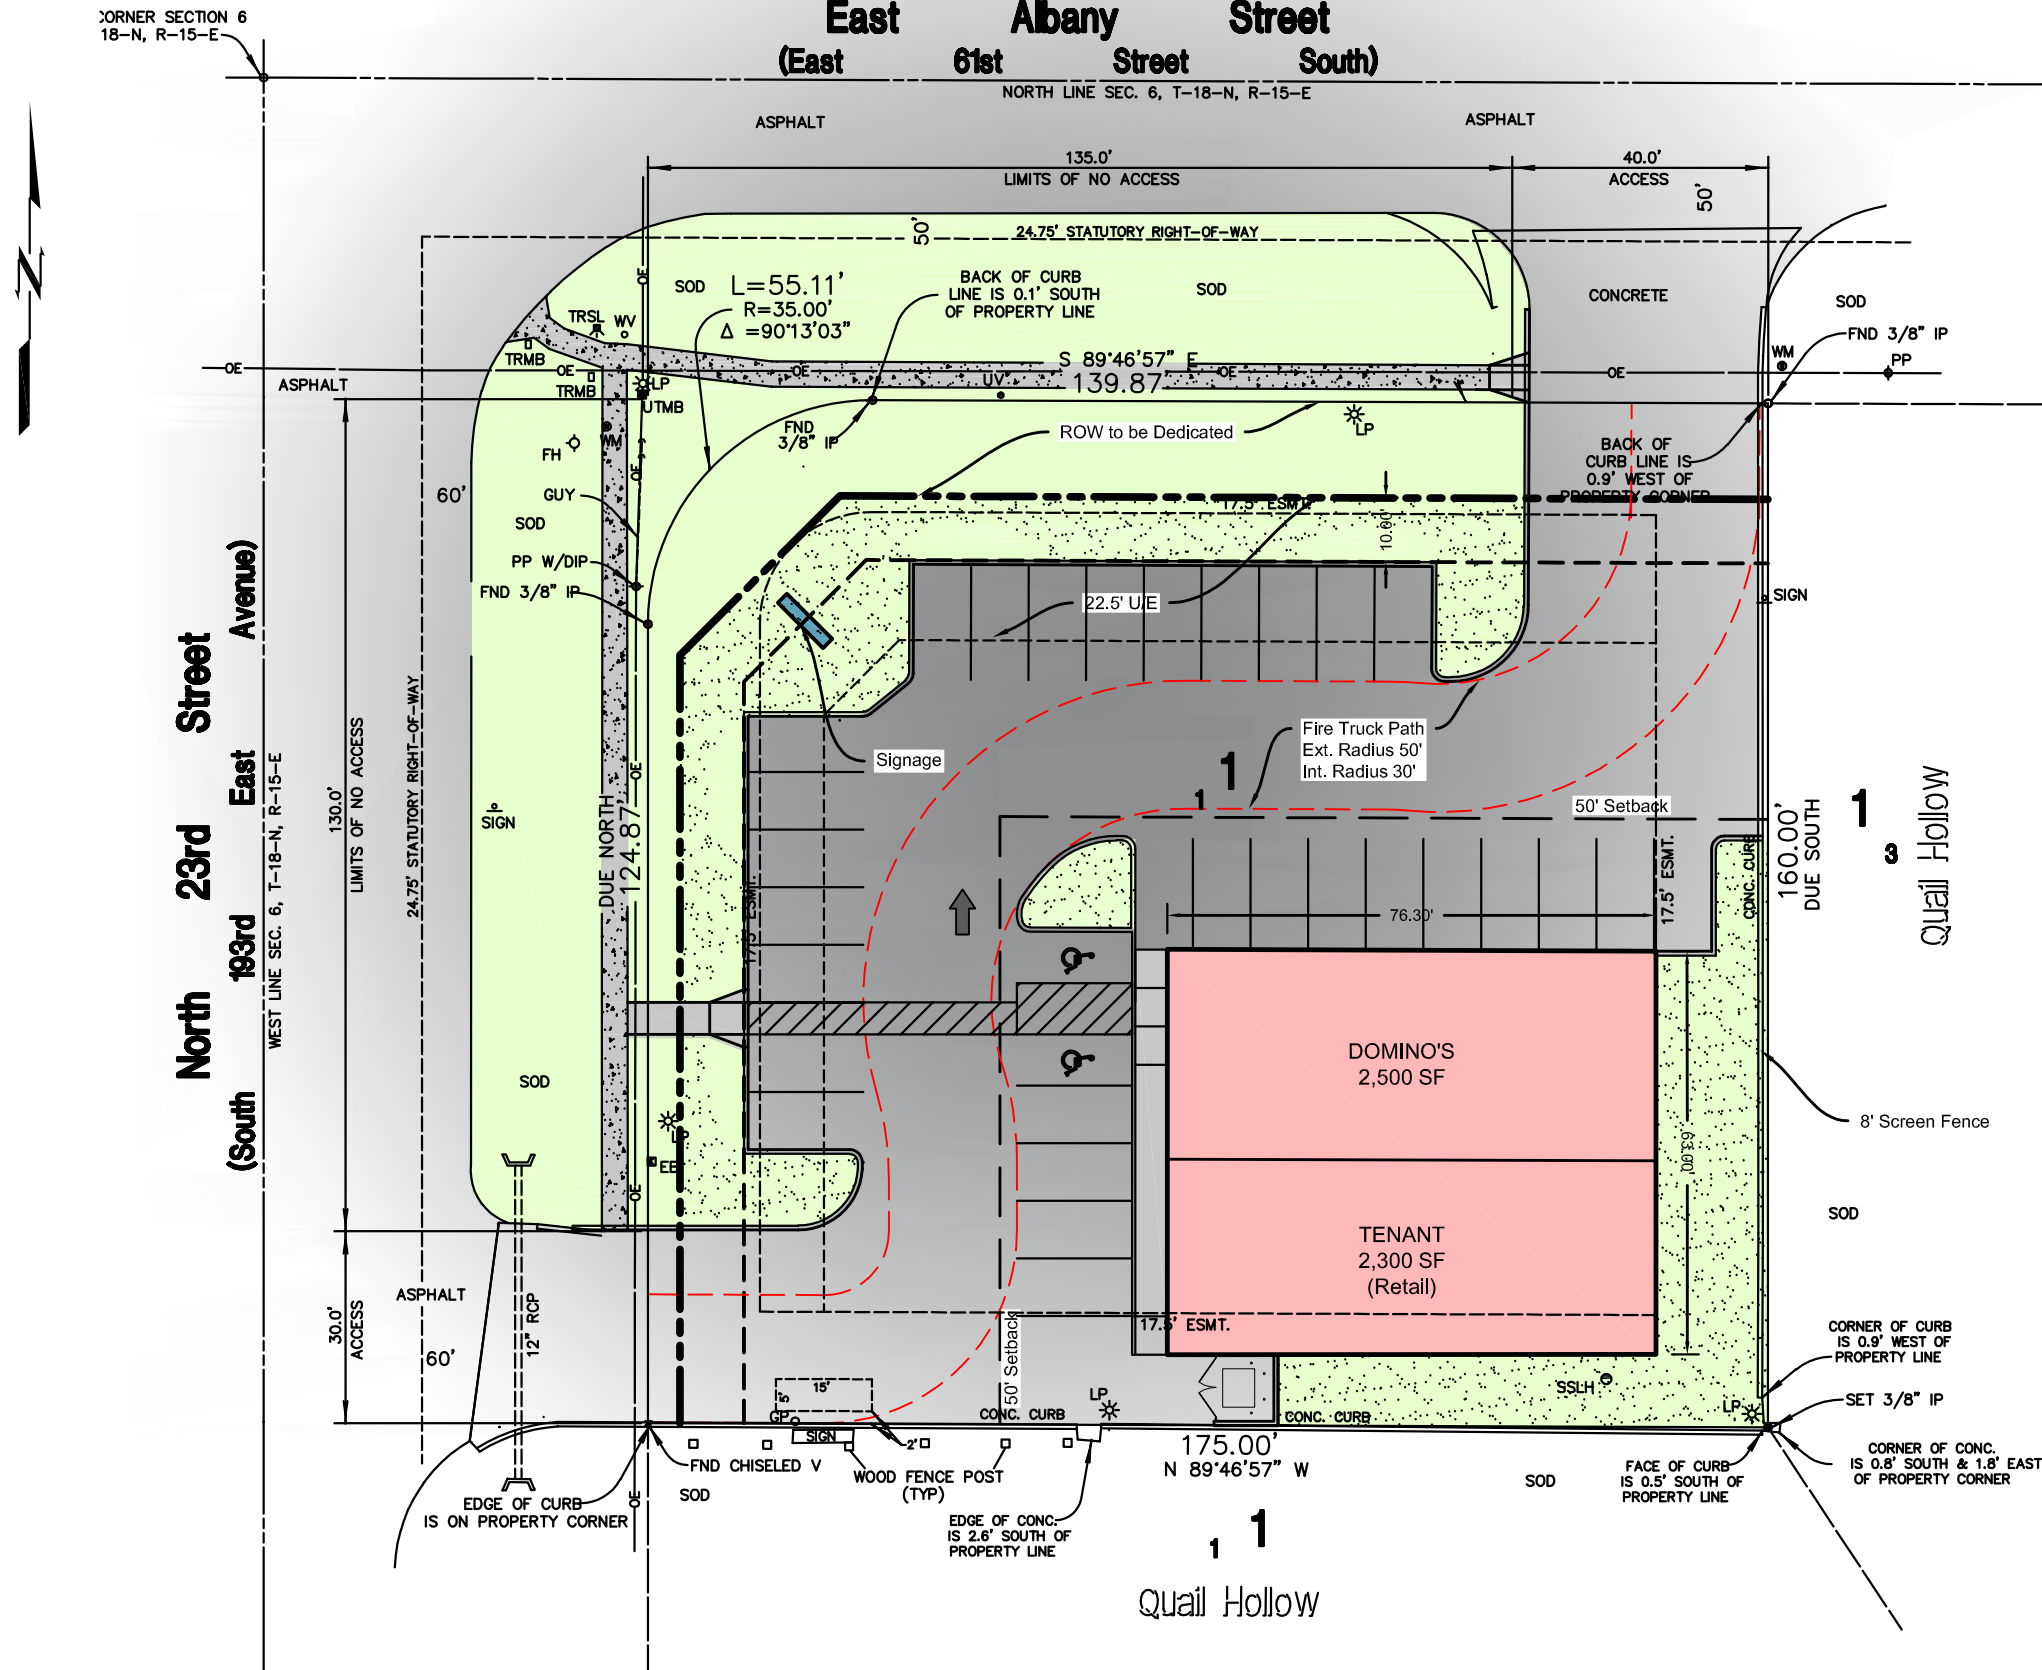 CORNER SECTION 6
18-N, R-15-E
East Albany Street
(East 61st Street South)
NORTH LINE SEC. 6, T-18-N, R-15-E
ASPHALT
ASPHALT
135.0'
LIMITS OF NO ACCESS
40.0'
ACCESS
50'
50'
24.75' STATUTORY RIGHT-OF-WAY
SOD
L=55.11'
R=35.00'
Δ =90°13'03"
BACK OF CURB
LINE IS 0.1' SOUTH
OF PROPERTY LINE
SOD
CONCRETE
SOD
FND 3/8" IP
OE
TRSL
WV
TRMB
TRMB
OE
OE
OE
OE
OE
S 89°46'57" E
139.87'
WM
PP
ASPHALT
LP
UTMB
UV
WM
FH
FND
3/8" IP
ROW to be Dedicated
LP
BACK OF
CURB LINE IS
0.9' WEST OF
PROPERTY CORNER
60'
GUY
OE
SOD
17.5' ESMT.
10.00'
PP W/DIP
FND 3/8" IP
22.5' U/E
SIGN
North 23rd Street
(South 193rd East Avenue)
WEST LINE SEC. 6, T-18-N, R-15-E
130.0'
LIMITS OF NO ACCESS
24.75' STATUTORY RIGHT-OF-WAY
SIGN
DUE NORTH
124.87'
OE
Signage
Fire Truck Path
Ext. Radius 50'
Int. Radius 30'
1
1
50' Setback
17.5' ESMT.
17.5' ESMT.
CONC. CURB
160.00'
DUE SOUTH
1
3
Quail Hollow
76.30'
DOMINO'S
2,500 SF
SOD
8' Screen Fence
LP
EB
OE
63.00'
TENANT
2,300 SF
(Retail)
SOD
ASPHALT
30.0'
ACCESS
60'
12" RCP
17.5' ESMT.
50' Setback
CORNER OF CURB
IS 0.9' WEST OF
PROPERTY LINE
15'
5'
GP
SIGN
2'
CONC. CURB
LP
CONC. CURB
SSLH
LP
SET 3/8" IP
175.00'
N 89°46'57" W
FND CHISELED V
WOOD FENCE POST
(TYP)
SOD
OE
EDGE OF CURB
IS ON PROPERTY CORNER
EDGE OF CONC.
IS 2.6' SOUTH OF
PROPERTY LINE
SOD
FACE OF CURB
IS 0.5' SOUTH OF
PROPERTY LINE
CORNER OF CONC.
IS 0.8' SOUTH & 1.8' EAST
OF PROPERTY CORNER
1
1
Quail Hollow